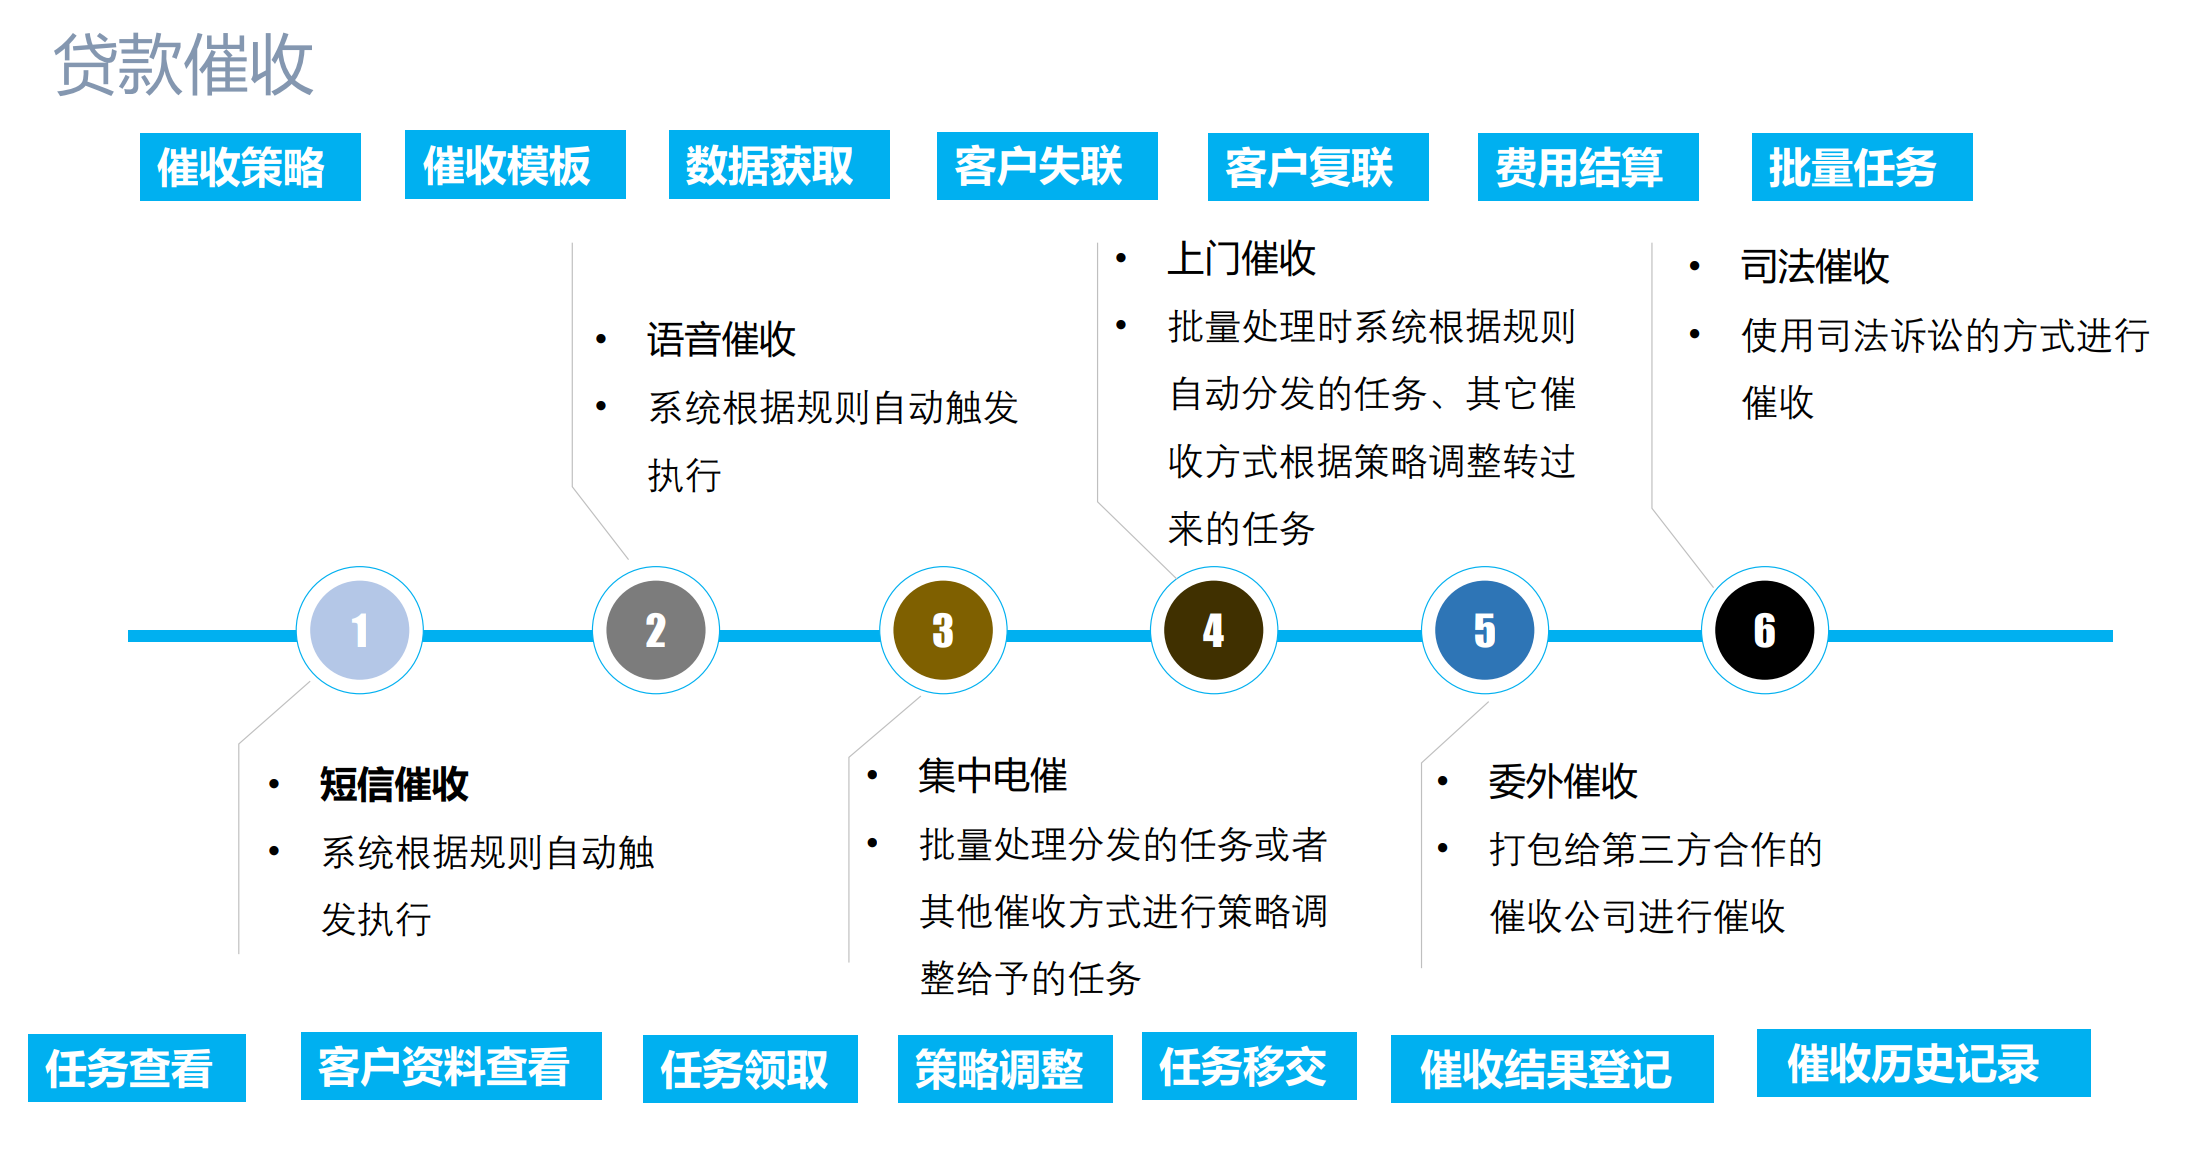 贷款催收
催收策略
催收模板
数据获取
客户失联
客户复联
费用结算
批量任务
• 语音催收
• 系统根据规则自动触发
执行
• 上门催收
• 批量处理时系统根据规则
自动分发的任务、其它催
收方式根据策略调整转过
来的任务
• 司法催收
• 使用司法诉讼的方式进行
催收
1
2
3
4
5
6
• 短信催收
• 系统根据规则自动触
发执行
• 集中电催
• 批量处理分发的任务或者
其他催收方式进行策略调
整给予的任务
• 委外催收
• 打包给第三方合作的
催收公司进行催收
任务查看
客户资料查看
任务领取
策略调整
任务移交
催收结果登记
催收历史记录